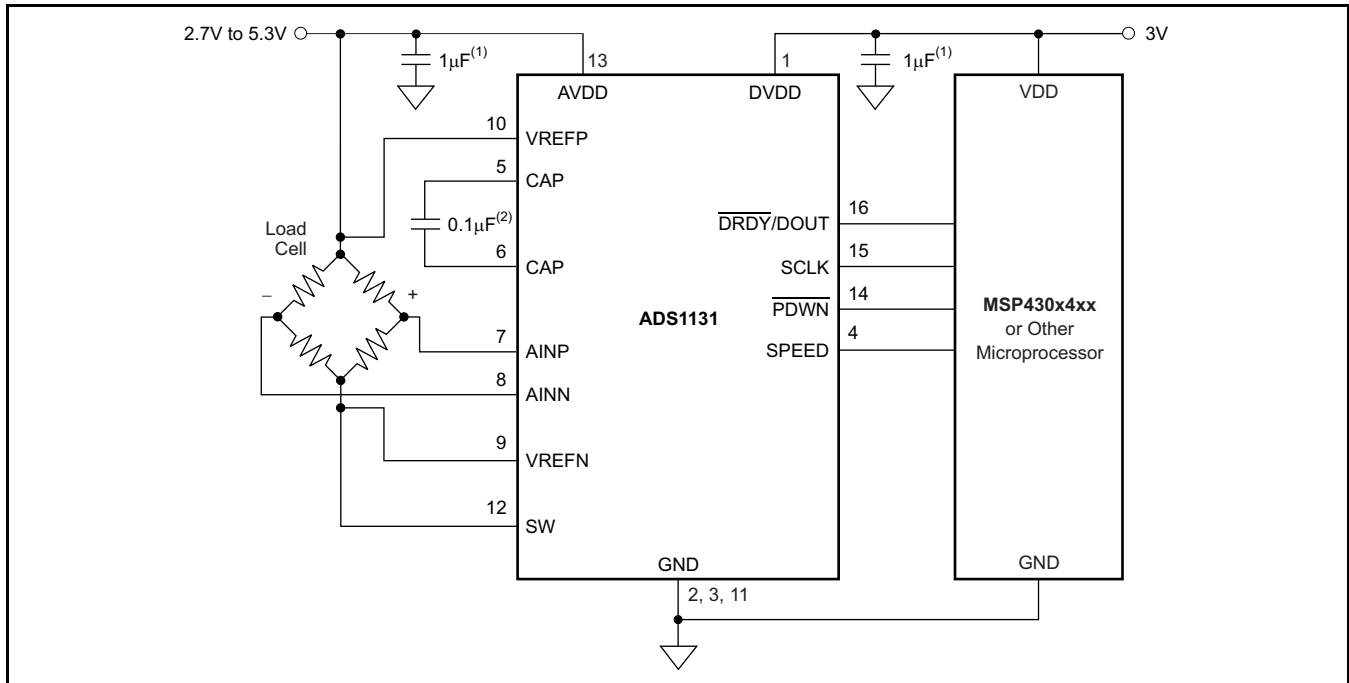 2.7V to 5.3V
3V
1μF(1)
13
1
1μF(1)
AVDD
DVDD
VDD
10
VREFP
5
CAP
0.1μF(2)
6
CAP
Load
Cell
–
+
7
AINP
8
AINN
9
VREFN
12
SW
ADS1131
16
DRDY/DOUT
15
SCLK
14
PDWN
4
SPEED
MSP430x4xx
or Other
Microprocessor
GND
2, 3, 11
GND